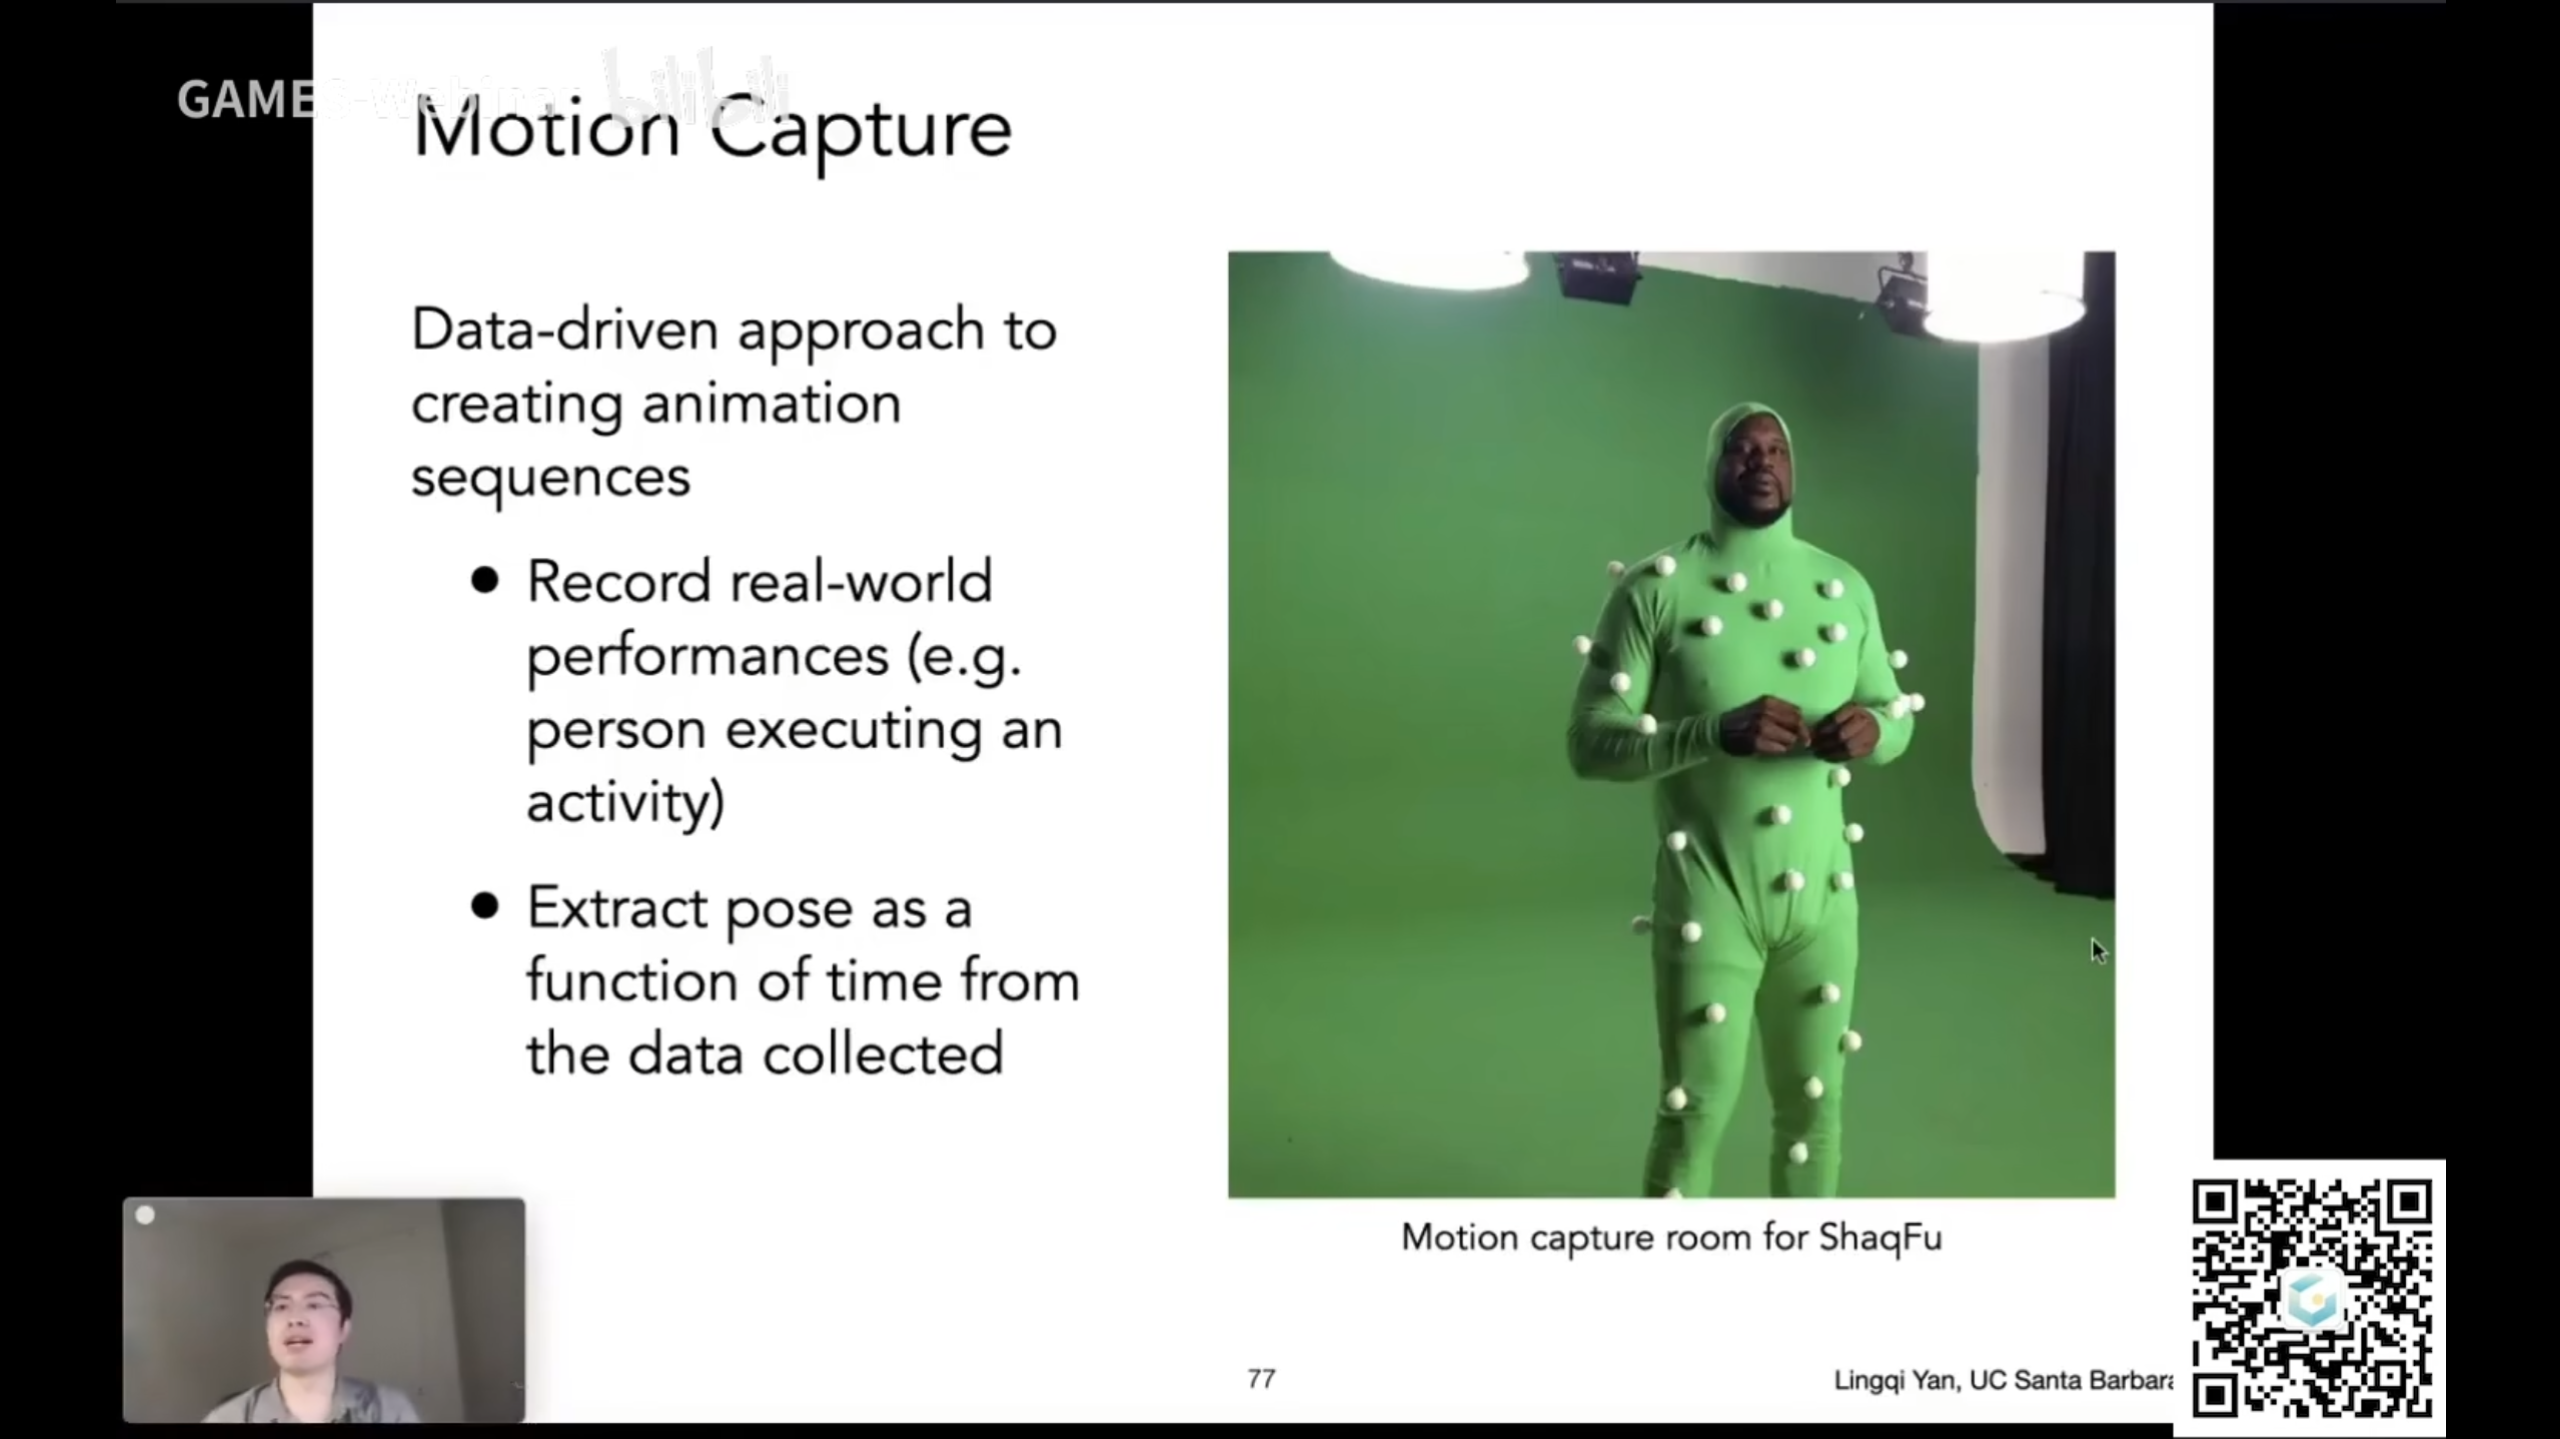 GAMES-Webinar bilibili
Motion Capture
Data-driven approach to
creating animation
sequences
● Record real-world
performances (e.g.
person executing an
activity)
● Extract pose as a
function of time from
the data collected
Motion capture room for ShaqFu
77
Lingqi Yan, UC Santa Barbara